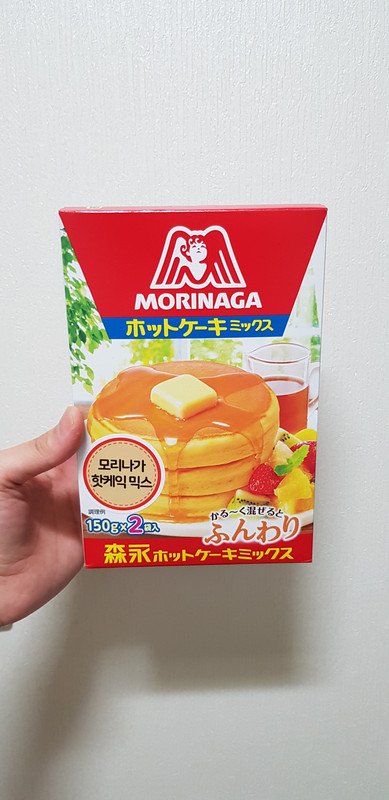 MORINAGA
ホットケーキミックス
모리나가
핫케익 믹스
調理例
150g×2袋入
かる〜く混ぜると
ふんわり
森永ホットケーキミックス